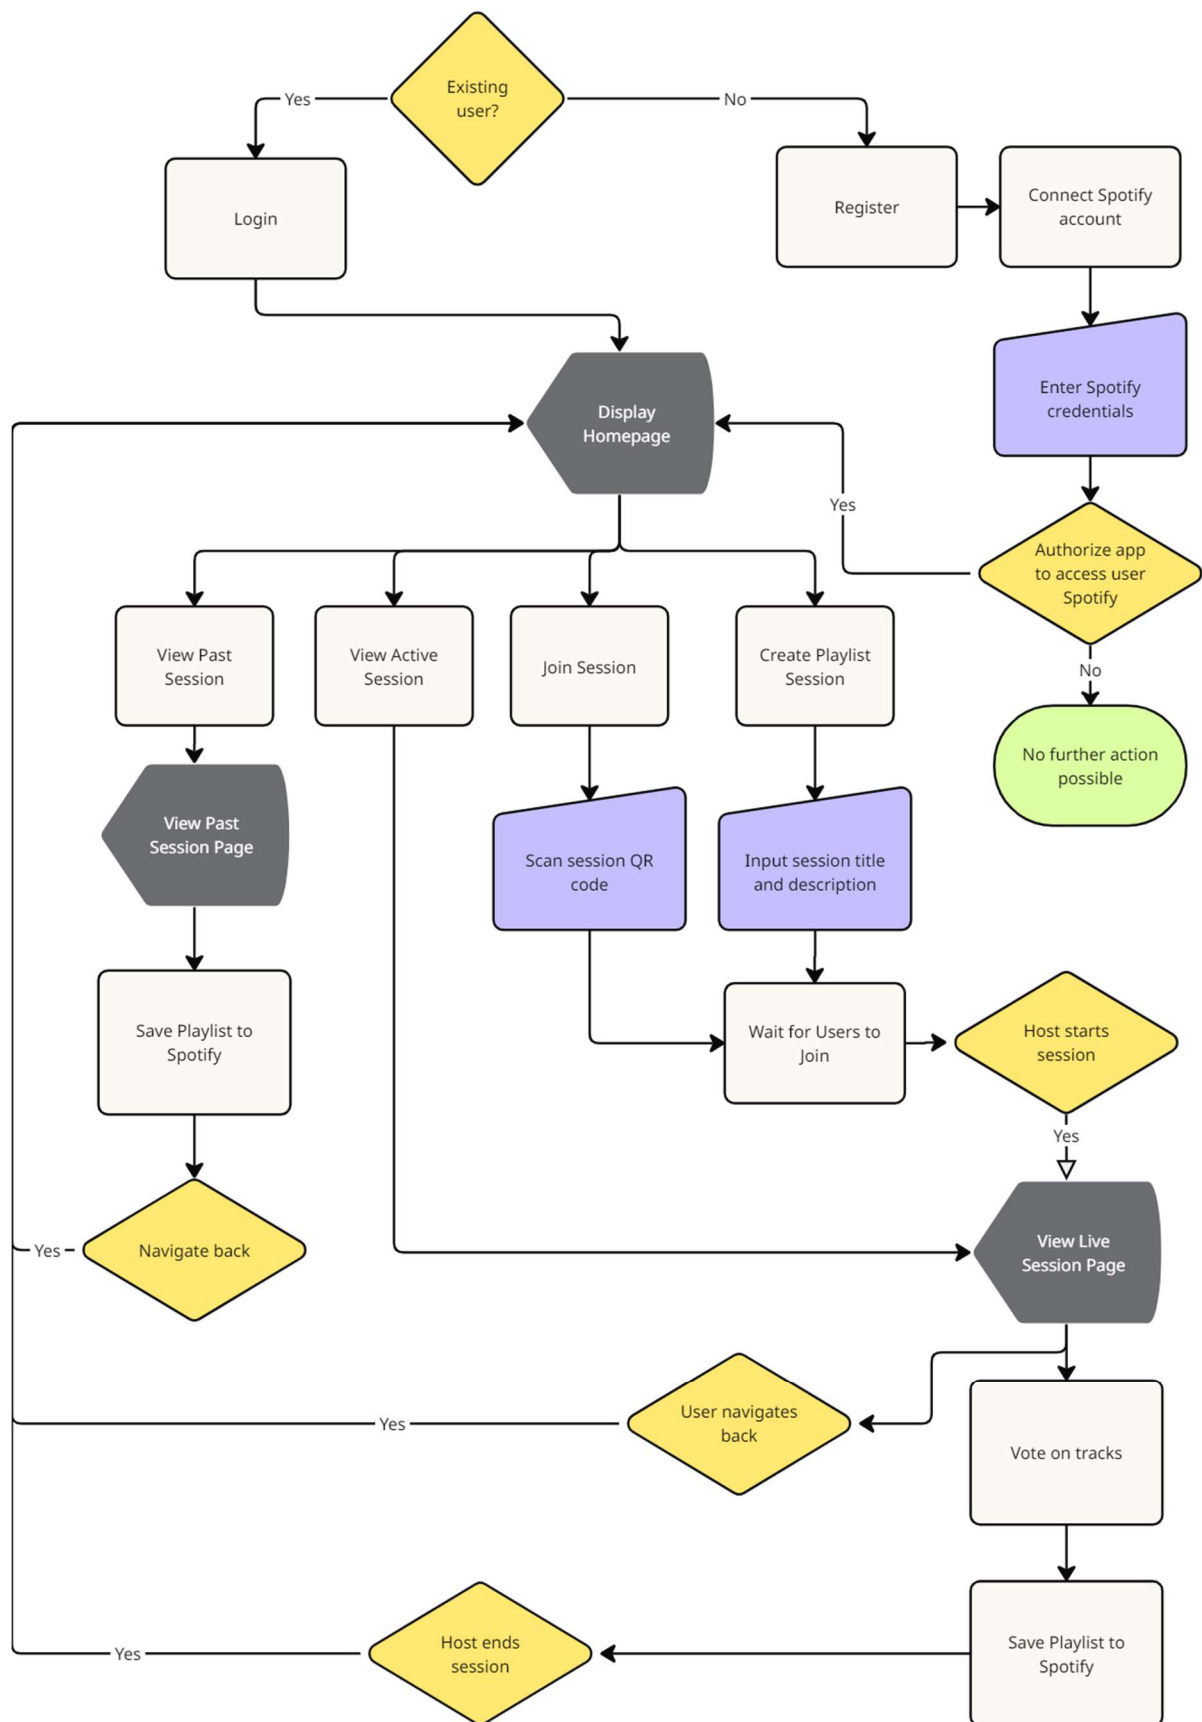 Existing
user?
Yes
No
Login
Register
Connect Spotify
account
Display
Homepage
Enter Spotify
credentials
Yes
Authorize app
to access user
Spotify
No
No further action
possible
View Past
Session
View Active
Session
Join Session
Create Playlist
Session
View Past
Session Page
Scan session QR
code
Input session title
and description
Save Playlist to
Spotify
Wait for Users to
Join
Host starts
session
Yes
Navigate back
Yes
View Live
Session Page
User navigates
back
Yes
Vote on tracks
Save Playlist to
Spotify
Host ends
session
Yes